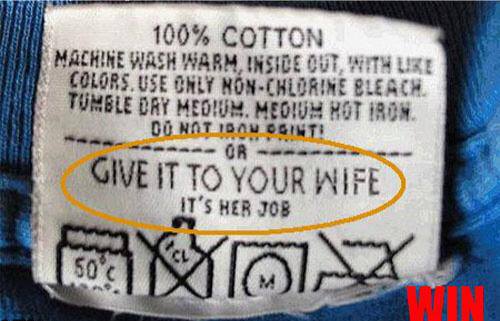 100% COTTON
MACHINE WASH WARM, INSIDE OUT, WITH LIKE
COLORS. USE ONLY NON-CHLORINE BLEACH.
TUMBLE DRY MEDIUM. MEDIUM HOT IRON.
DO NOT IRON PRINT!
OR
GIVE IT TO YOUR WIFE
IT'S HER JOB
50°C
CL
M
WIN